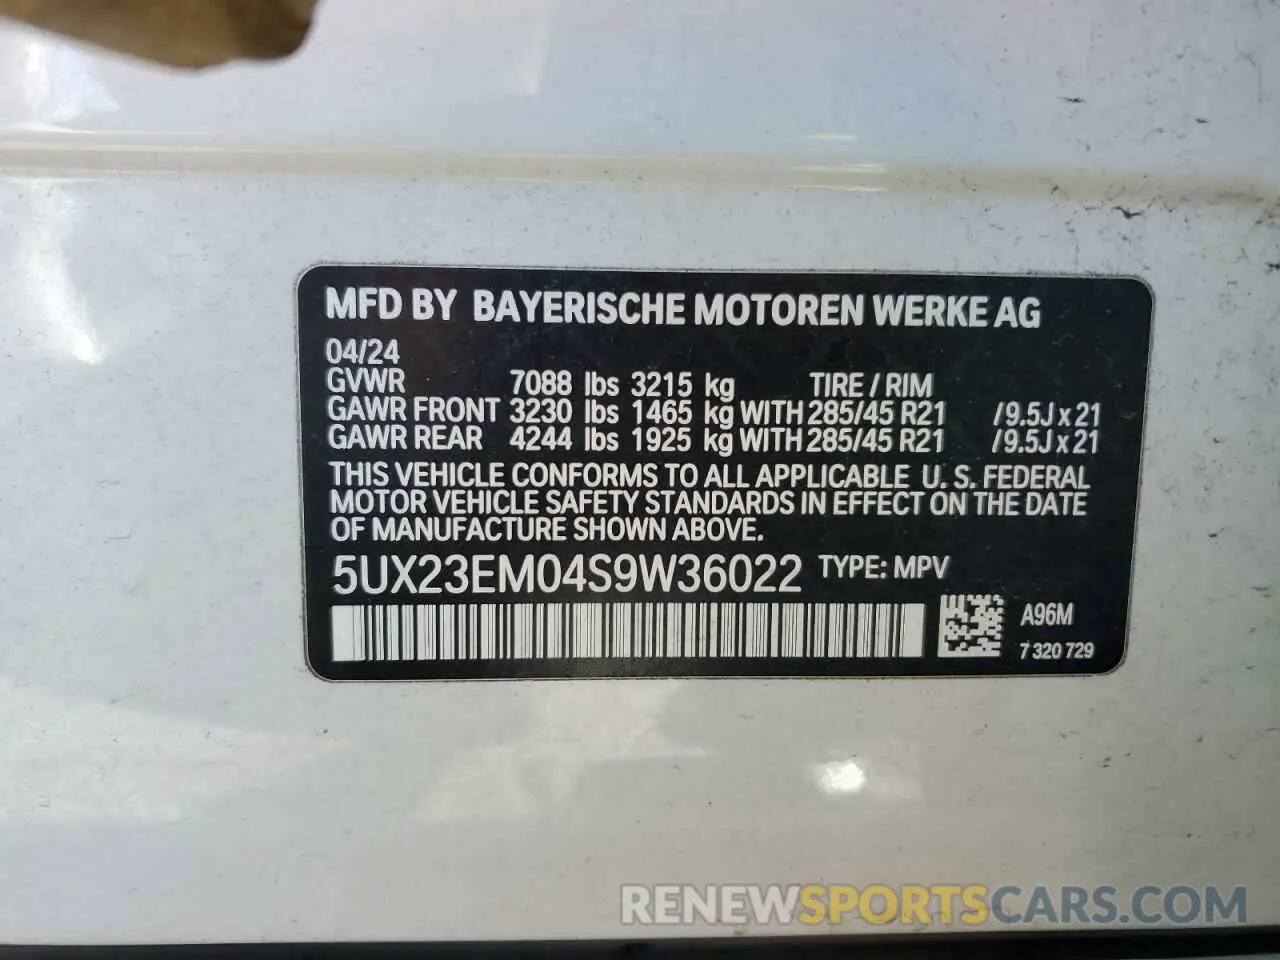 MFD BY BAYERISCHE MOTOREN WERKE AG
04/24
GVWR 7088 lbs 3215 kg TIRE / RIM
GAWR FRONT 3230 lbs 1465 kg WITH 285/45 R21 / 9.5J x 21
GAWR REAR 4244 lbs 1925 kg WITH 285/45 R21 / 9.5J x 21
THIS VEHICLE CONFORMS TO ALL APPLICABLE U. S. FEDERAL
MOTOR VEHICLE SAFETY STANDARDS IN EFFECT ON THE DATE
OF MANUFACTURE SHOWN ABOVE.
5UX23EM04S9W36022 TYPE: MPV
A96M
7 320 729
RENEWSPORTSCARS.COM